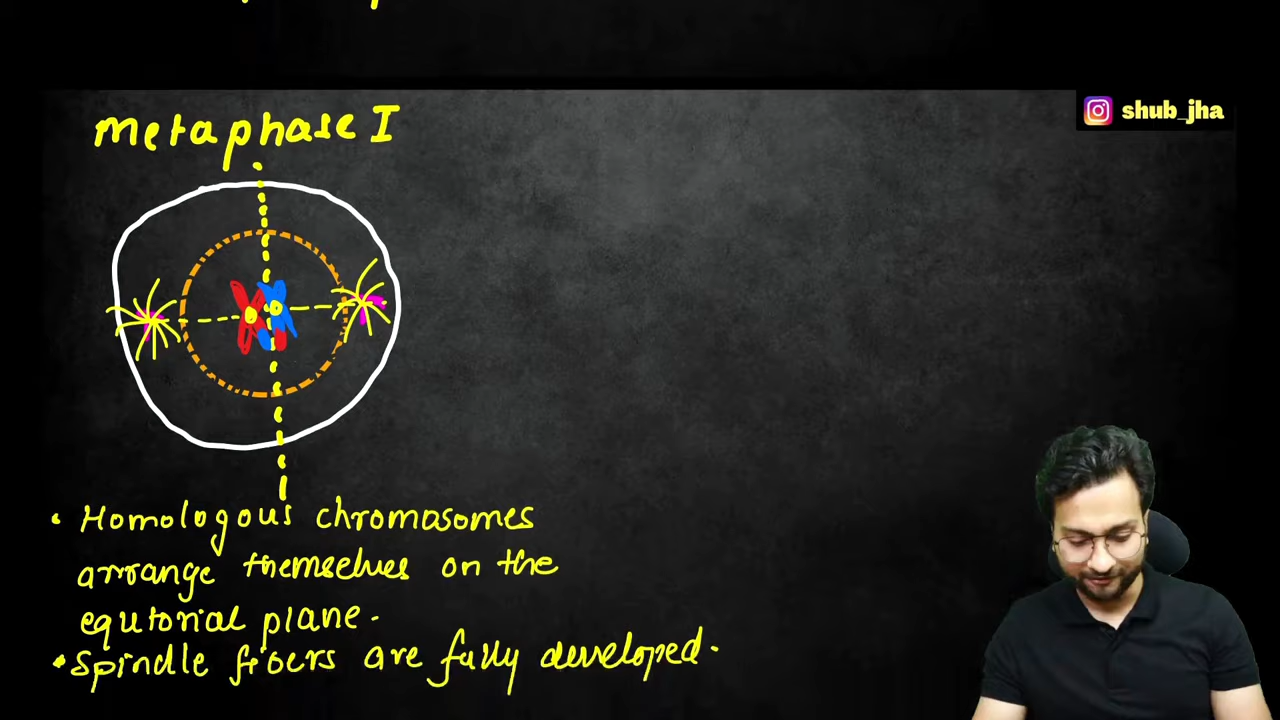 metaphase I
shub_jha
• Homologous chromosomes
arrange themselves on the
equtorial plane.
• Spindle fibers are fully developed.